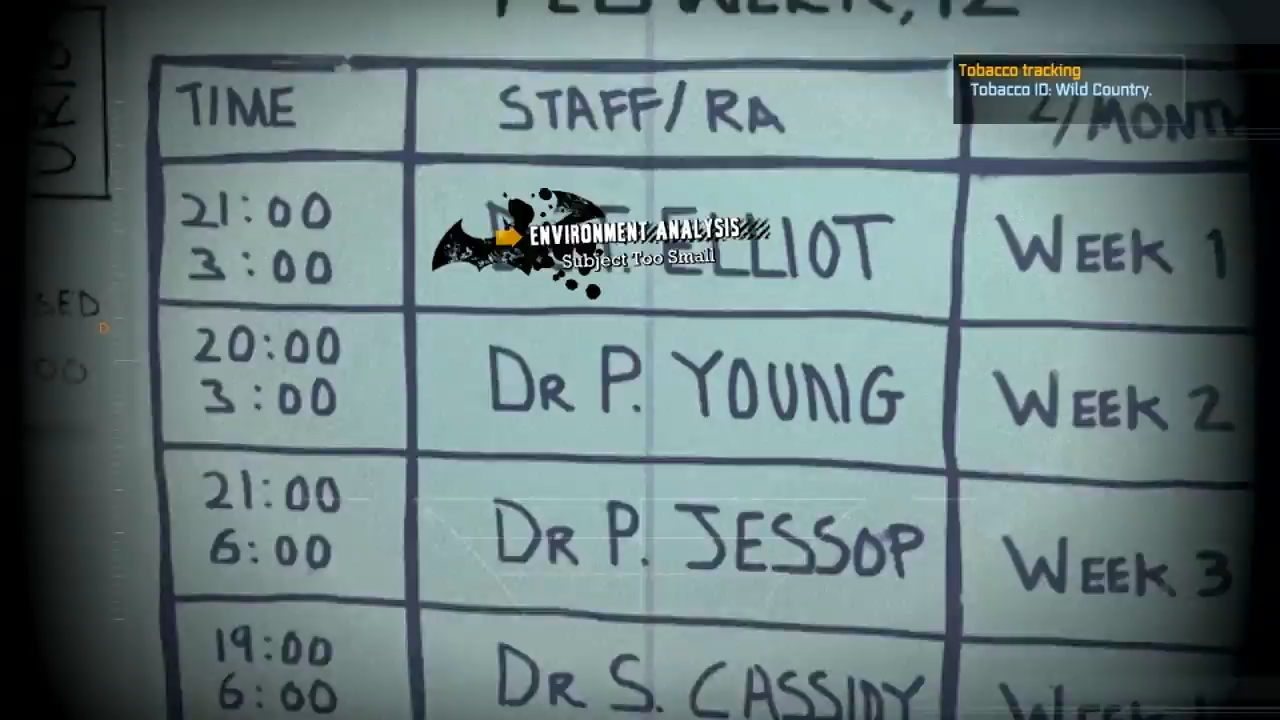 Tobacco tracking
Tobacco ID: Wild Country.
TIME STAFF/ RA /MONTH
21:00
3:00
ELLIOT
WEEK 1
ENVIRONMENT ANALYSIS
Subject Too Small
20:00
3:00
DR P. YOUNG
WEEK 2
21:00
6:00
DR P. JESSOP
WEEK 3
19:00
6:00
DR S. CASSIDY